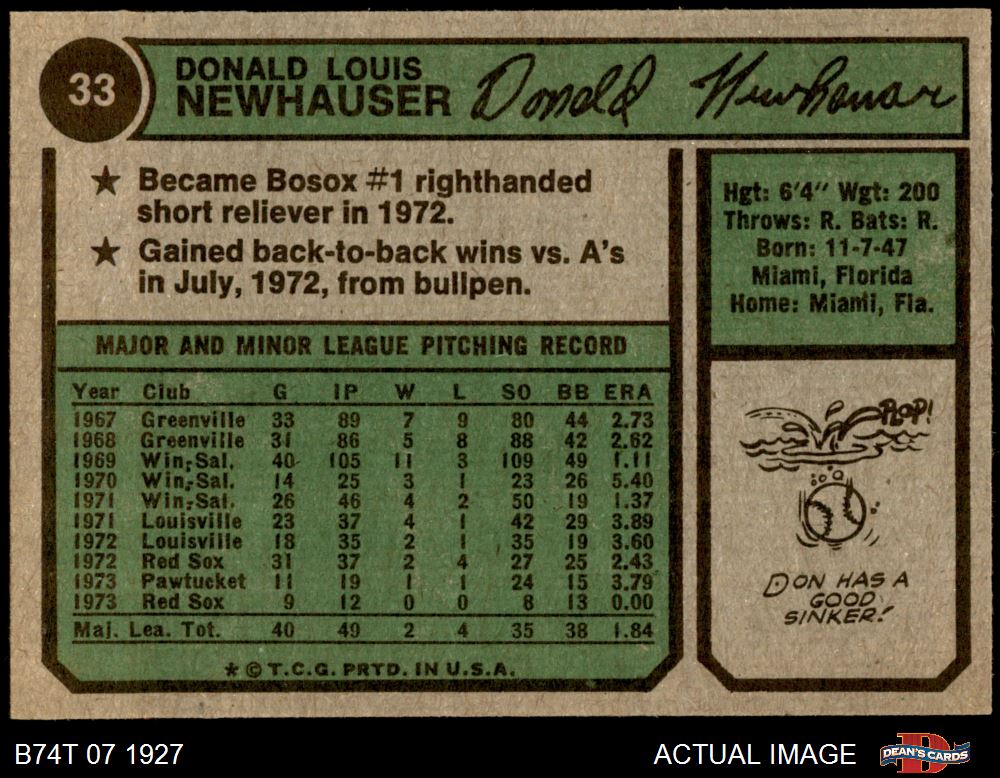 33
DONALD LOUIS
NEWHAUSER
Donald Newhauser
★ Became Bosox #1 righthanded
short reliever in 1972.
★ Gained back-to-back wins vs. A's
in July, 1972, from bullpen.
Hgt: 6'4" Wgt: 200
Throws: R. Bats: R.
Born: 11-7-47
Miami, Florida
Home: Miami, Fla.
MAJOR AND MINOR LEAGUE PITCHING RECORD
Year Club G IP W L SO BB ERA
1967 Greenville 33 89 7 9 80 44 2.73
1968 Greenville 31 86 5 8 88 42 2.62
1969 Win.-Sal. 40 105 11 3 109 49 1.11
1970 Win.-Sal. 14 25 3 1 23 26 5.40
1971 Win.-Sal. 26 46 4 2 50 19 1.37
1971 Louisville 23 37 4 1 42 29 3.89
1972 Louisville 18 35 2 1 35 19 3.60
1972 Red Sox 31 37 2 4 27 25 2.43
1973 Pawtucket 11 19 1 1 24 15 3.79
1973 Red Sox 9 12 0 0 8 13 0.00
Maj. Lea. Tot. 40 49 2 4 35 38 1.84
★ © T.C.G. PRTD. IN U.S.A.
PLOP!
DON HAS A
GOOD
SINKER!
B74T 07 1927
ACTUAL IMAGE
D
DEAN'S CARDS